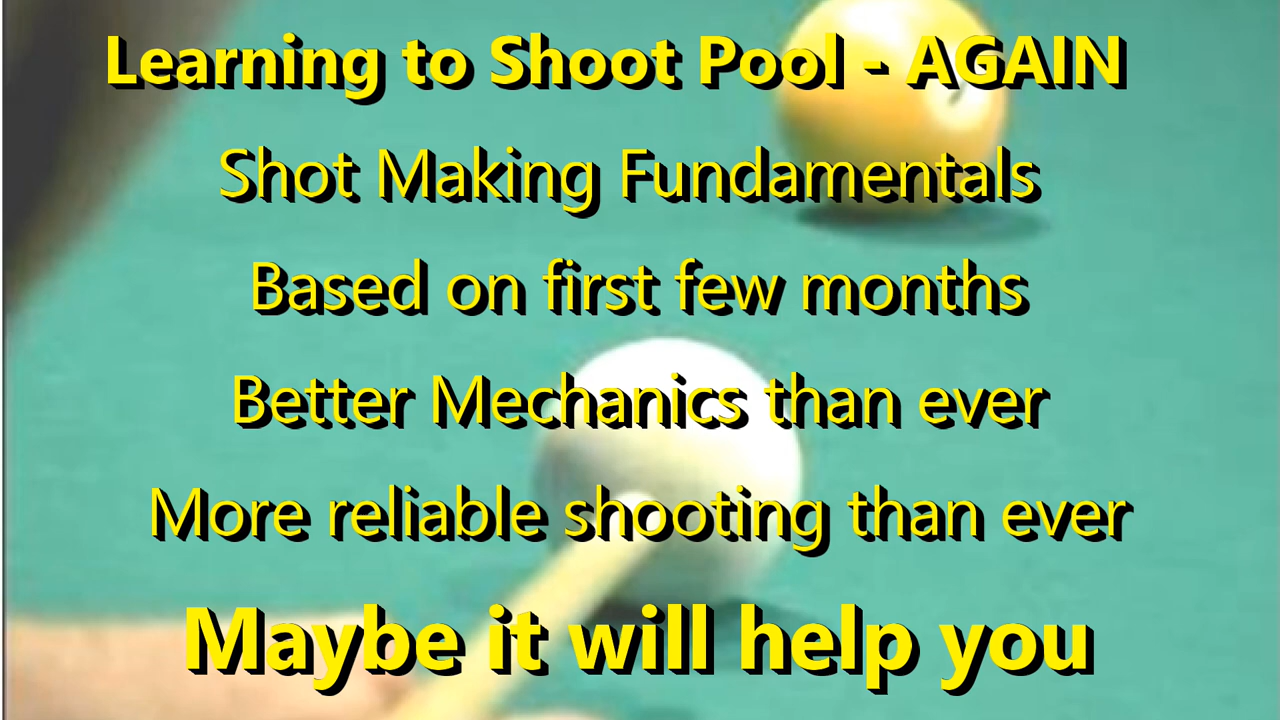 Learning to Shoot Pool - AGAIN
Shot Making Fundamentals
Based on first few months
Better Mechanics than ever
More reliable shooting than ever
Maybe it will help you